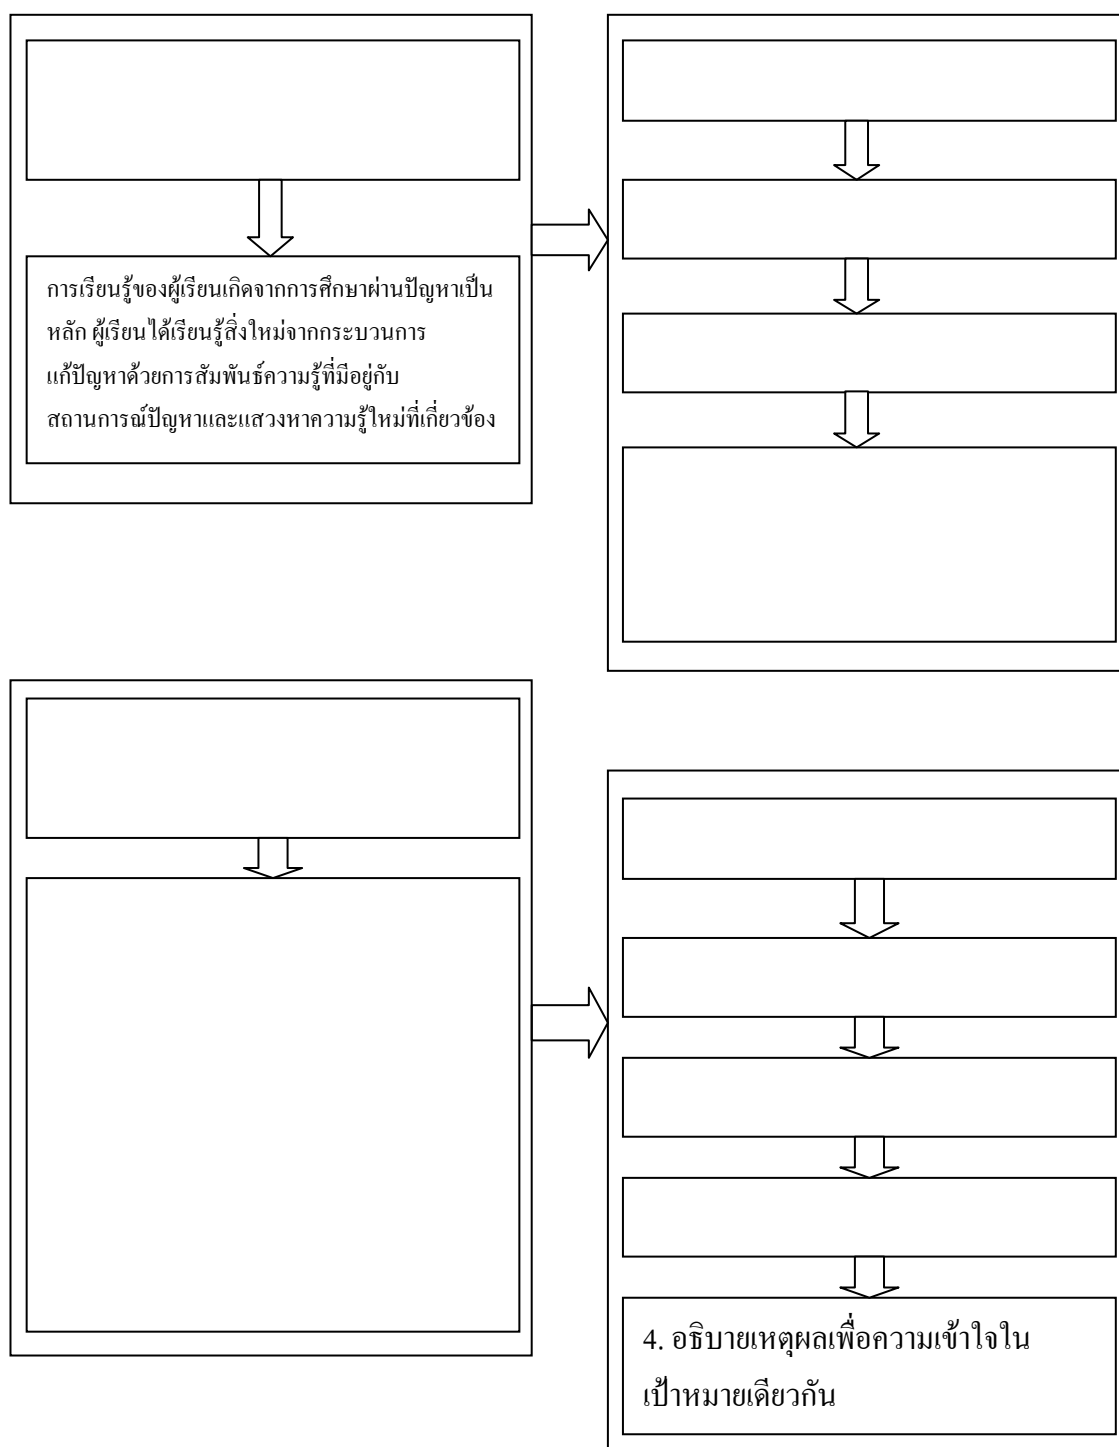 การเรียนรู้ของผู้เรียนเกิดจากการศึกษาผ่านปัญหาเป็น
หลัก ผู้เรียนได้เรียนรู้สิ่งใหม่จากกระบวนการ
แก้ปัญหาด้วยการสัมพันธ์ความรู้ที่มีอยู่กับ
สถานการณ์ปัญหาและแสวงหาความรู้ใหม่ที่เกี่ยวข้อง
4. อธิบายเหตุผลเพื่อความเข้าใจใน
เป้าหมายเดียวกัน